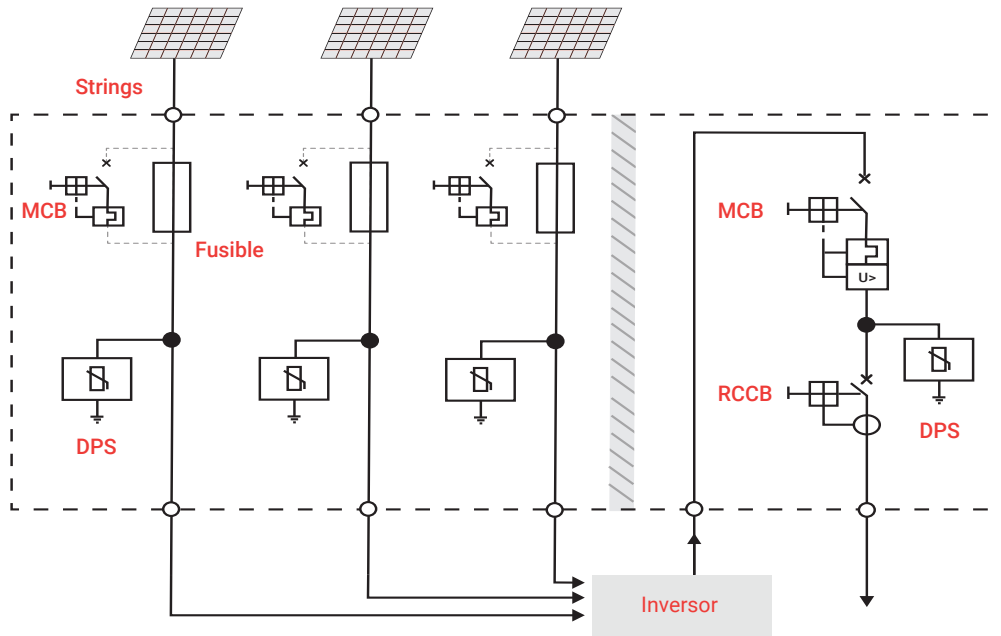 Strings
MCB
Fusible
DPS
MCB
U>
RCCB
DPS
Inversor